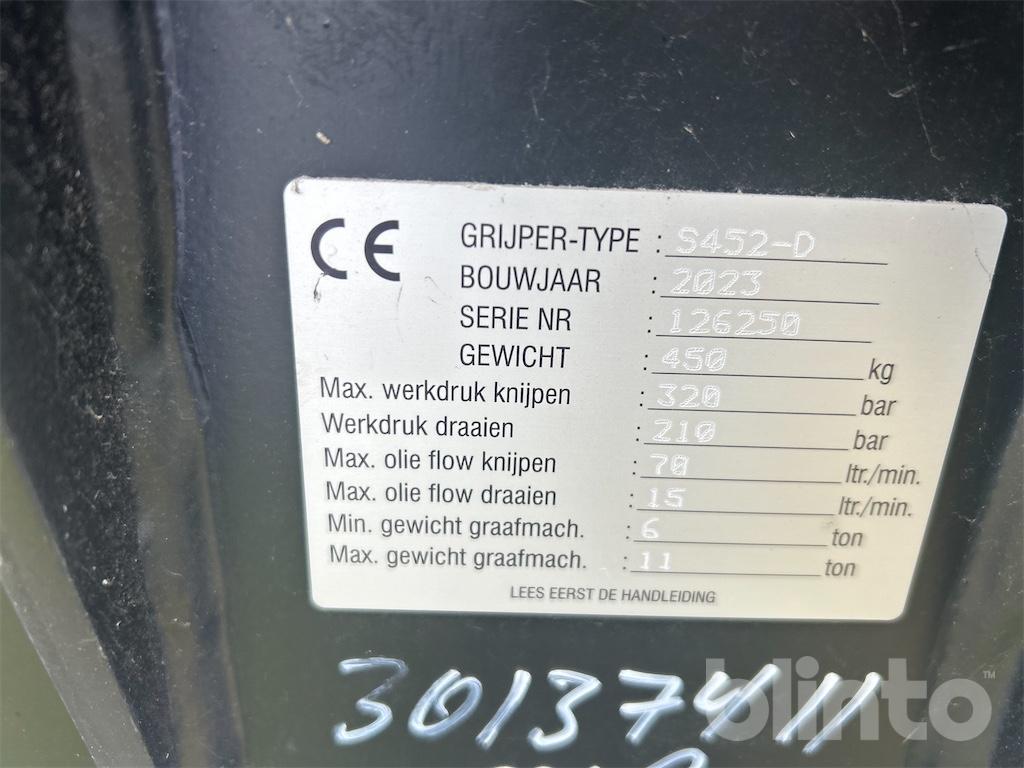 CE
GRIJPER-TYPE : S452-D
BOUWJAAR : 2023
SERIE NR : 126250
GEWICHT : 450 kg
Max. werkdruk knijpen : 320 bar
Werkdruk draaien : 210 bar
Max. olie flow knijpen : 70 ltr./min.
Max. olie flow draaien : 15 ltr./min.
Min. gewicht graafmach. : 6 ton
Max. gewicht graafmach. : 11 ton
LEES EERST DE HANDLEIDING
30137411
blinto™